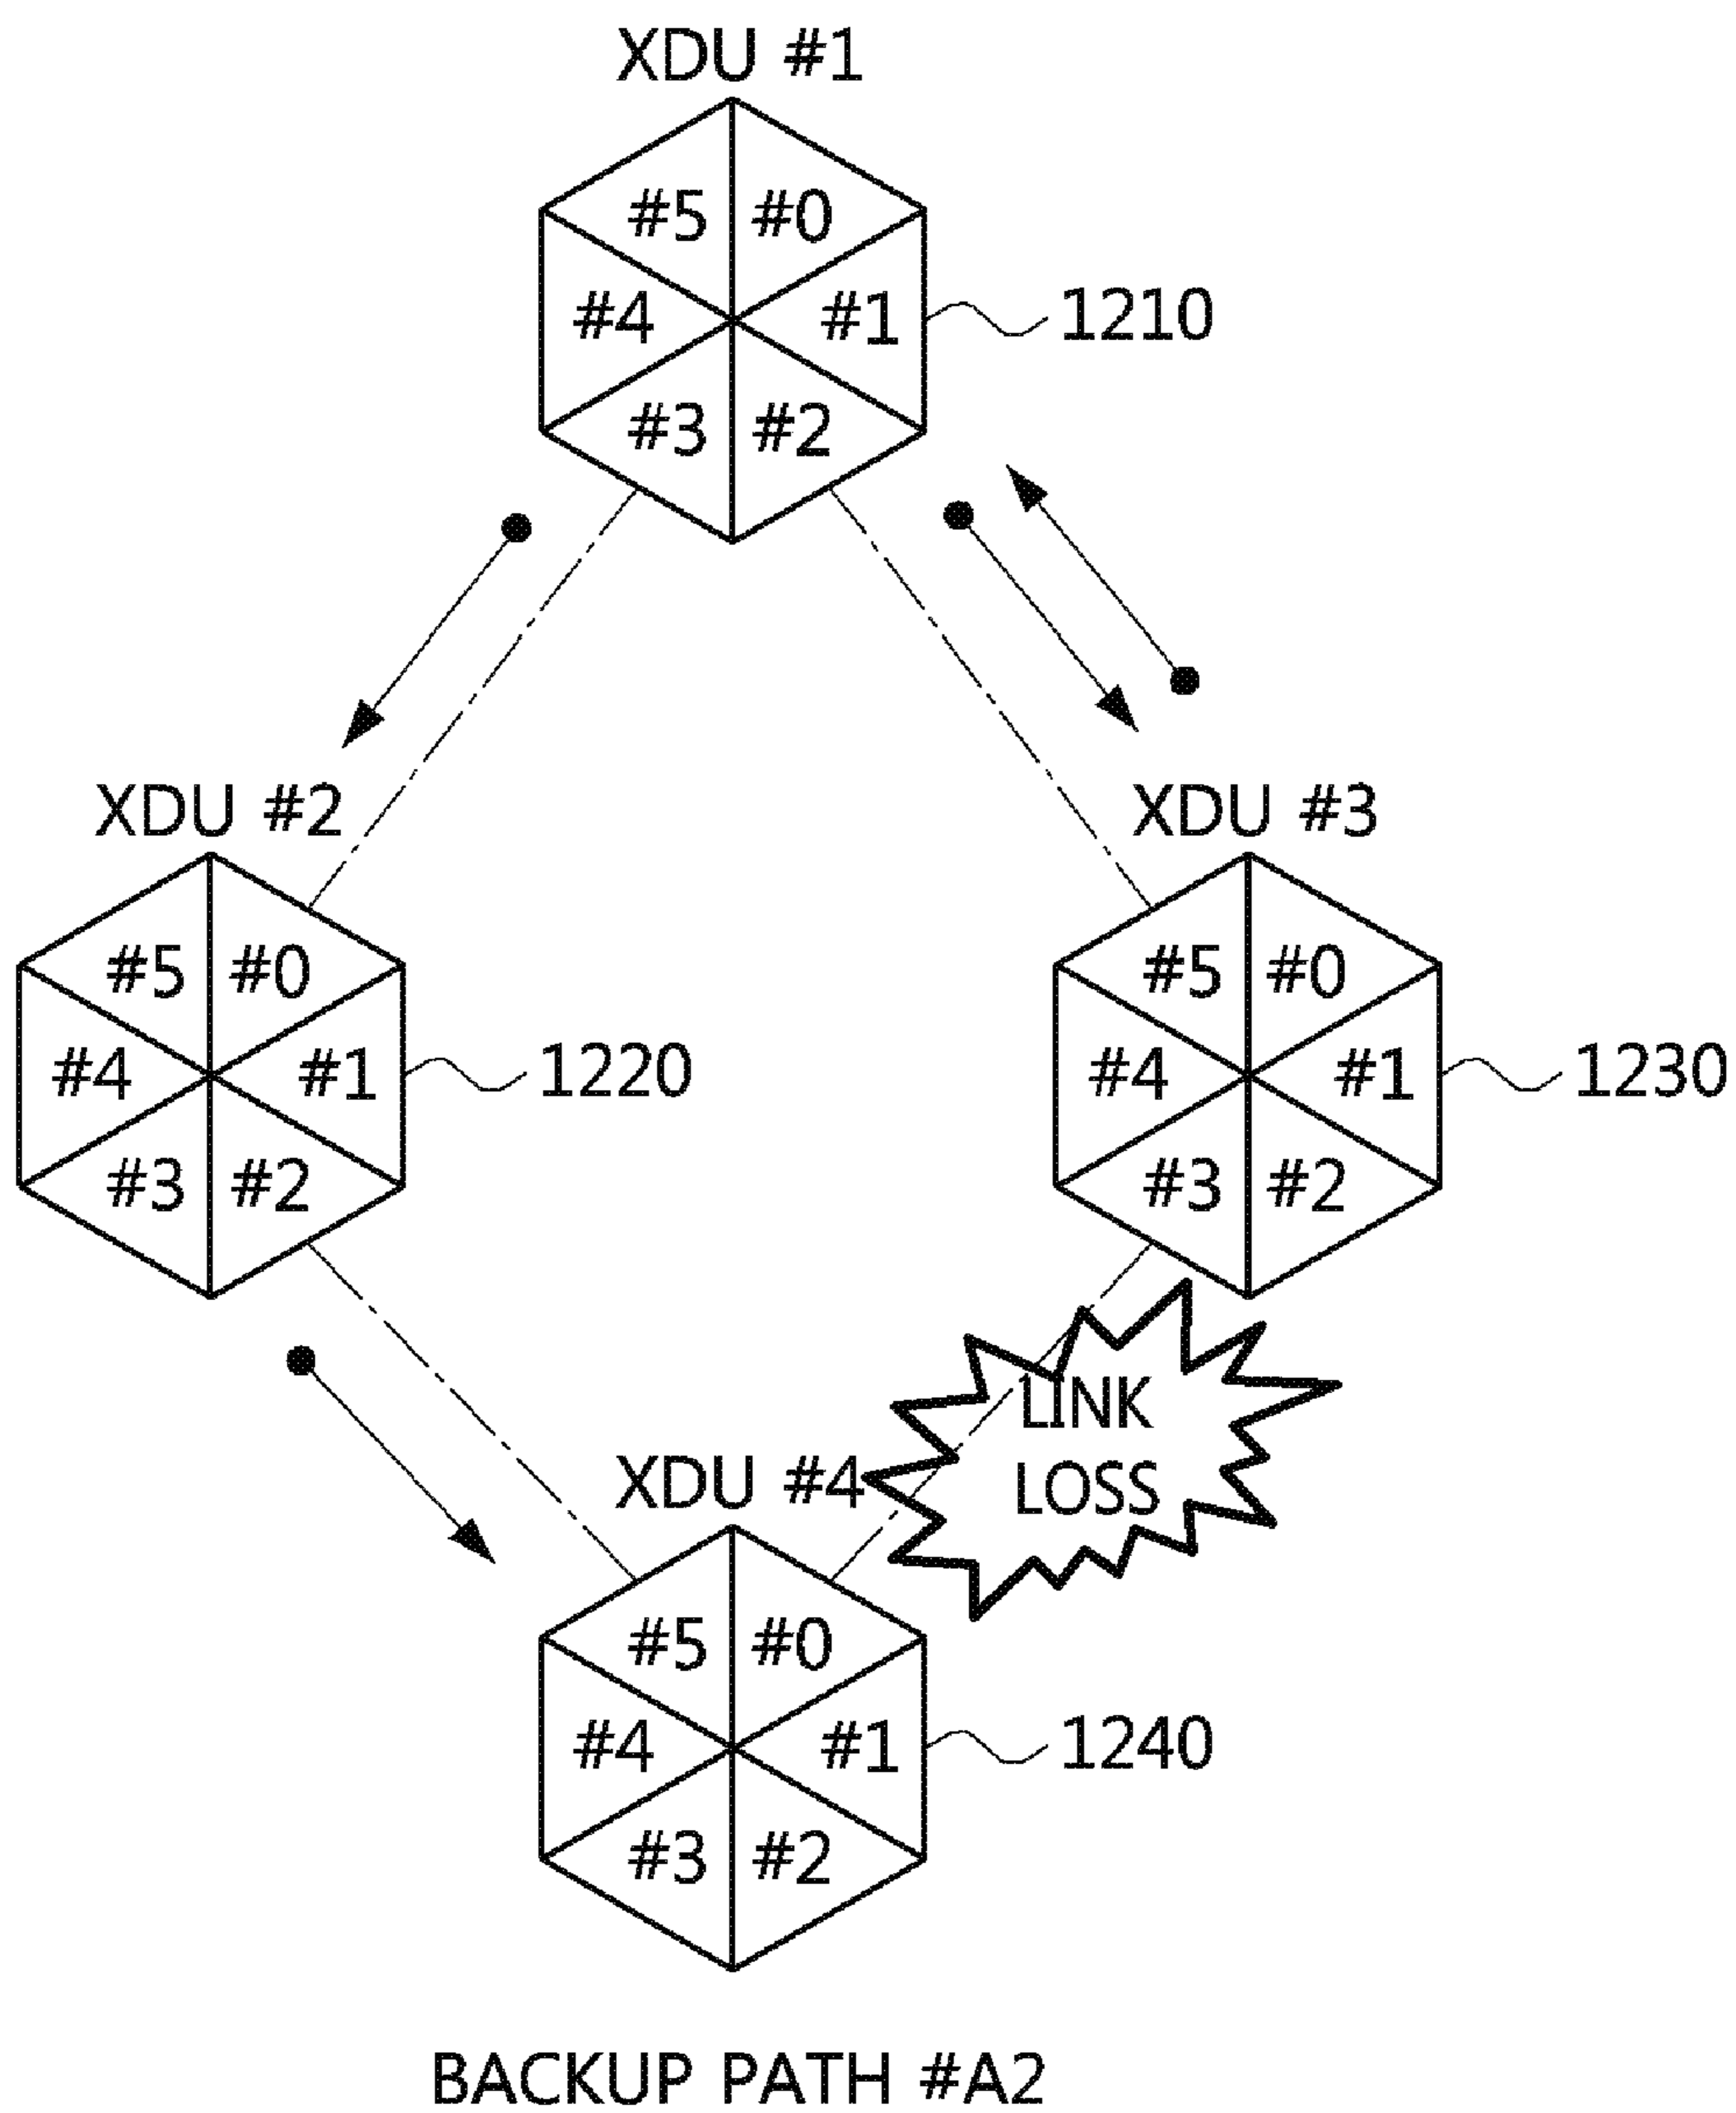 XDU #1
#5 #0
#4 #1 1210
#3 #2
XDU #2 XDU #3
#5 #0 #5 #0
#4 #1 1220 #4 #1 1230
#3 #2 #3 #2
LINK
LOSS
XDU #4
#5 #0
#4 #1 1240
#3 #2
BACKUP PATH #A2